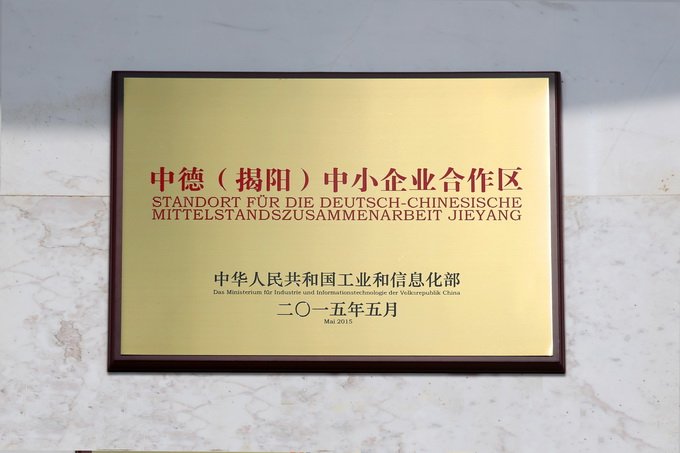 中德（揭阳）中小企业合作区
STANDORT FÜR DIE DEUTSCH-CHINESISCHE
MITTELSTANDSZUSAMMENARBEIT JIEYANG
中华人民共和国工业和信息化部
Das Ministerium für Industrie und Informationstechnologie der Volksrepublik China
二〇一五年五月
Mai 2015